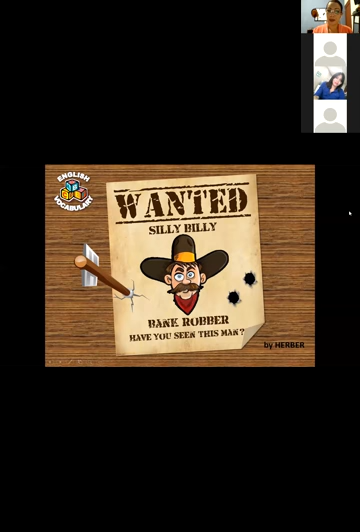 ENGLISH
VOCABULARY
WANTED
SILLY BILLY
BANK ROBBER
HAVE YOU SEEN THIS MAN?
by HERBER